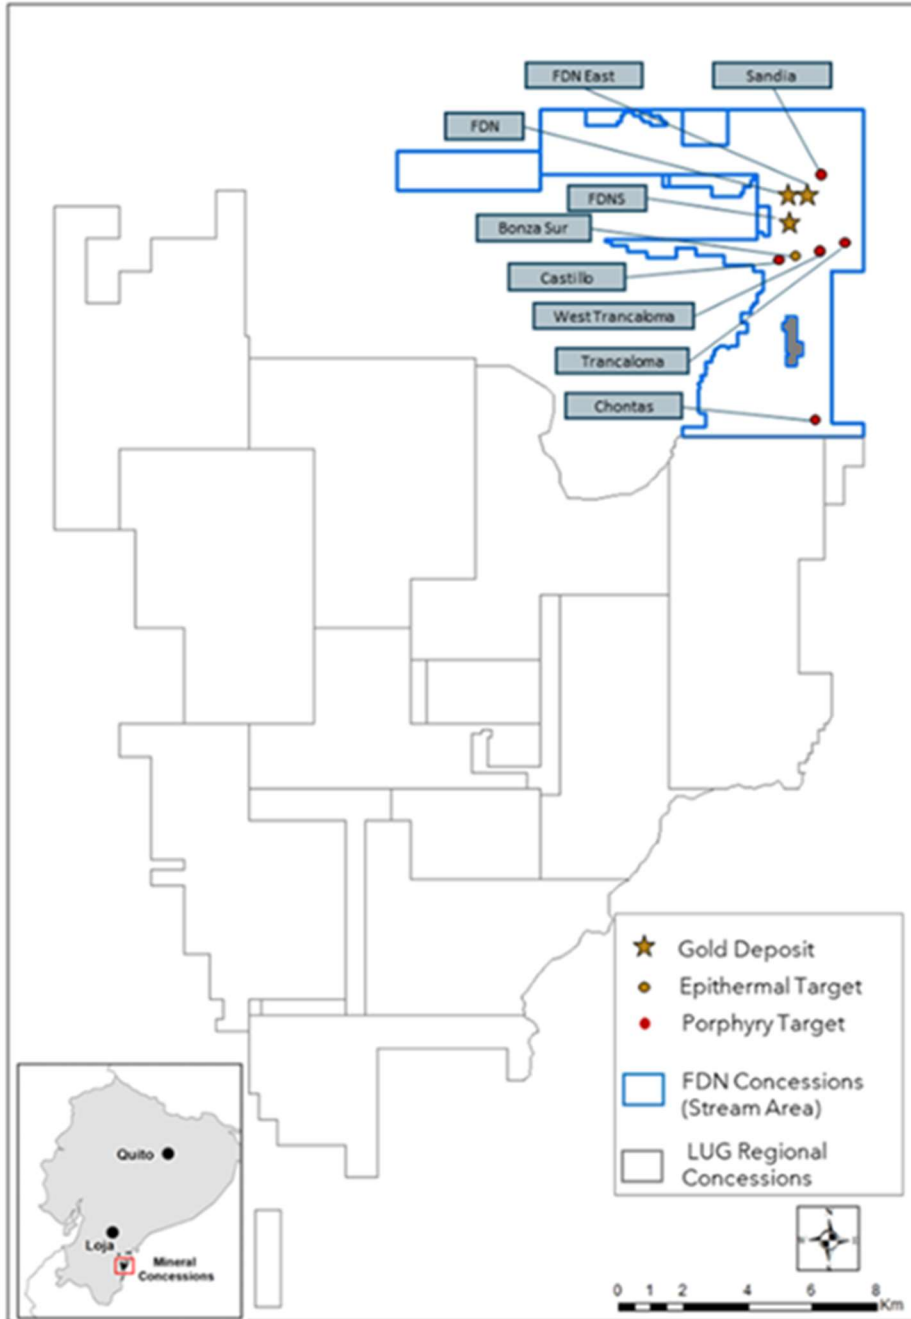 FDN East
Sandia
FDN
FDNS
Bonza Sur
Castillo
West Trancaloma
Trancaloma
Chontas
Gold Deposit
Epithermal Target
Porphyry Target
FDN Concessions
(Stream Area)
LUG Regional
Concessions
Quito
Loja
Mineral
Concessions
0 1 2 4 6 8
Km